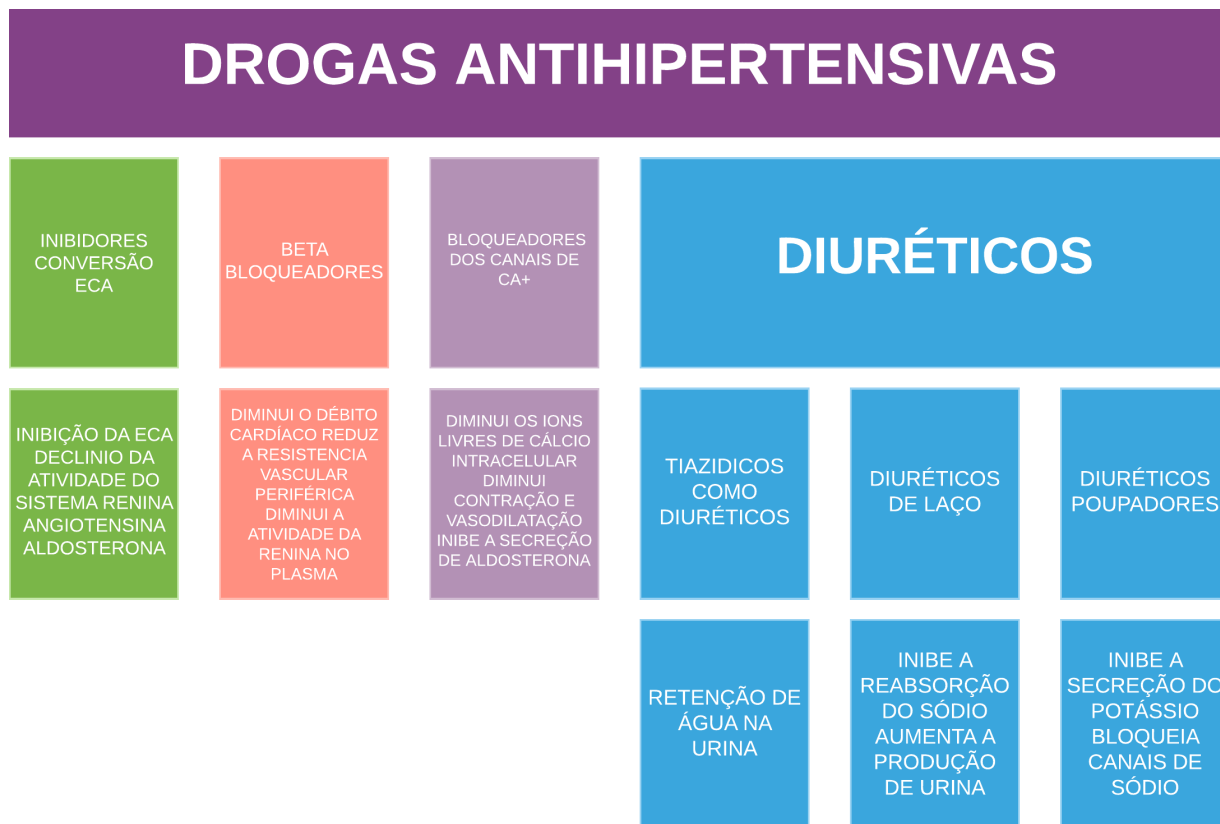 DROGAS ANTIHIPERTENSIVAS
INIBIDORES
CONVERSÃO
ECA
BETA
BLOQUEADORES
BLOQUEADORES
DOS CANAIS DE
CA+
DIURÉTICOS
INIBIÇÃO DA ECA
DECLINIO DA
ATIVIDADE DO
SISTEMA RENINA
ANGIOTENSINA
ALDOSTERONA
DIMINUI O DÉBITO
CARDÍACO REDUZ
A RESISTENCIA
VASCULAR
PERIFÉRICA
DIMINUI A
ATIVIDADE DA
RENINA NO
PLASMA
DIMINUI OS IONS
LIVRES DE CÁLCIO
INTRACELULAR
DIMINUI
CONTRAÇÃO E
VASODILATAÇÃO
INIBE A SECREÇÃO
DE ALDOSTERONA
TIAZIDICOS
COMO
DIURÉTICOS
DIURÉTICOS
DE LAÇO
DIURÉTICOS
POUPADORES
RETENÇÃO DE
ÁGUA NA
URINA
INIBE A
REABSORÇÃO
DO SÓDIO
AUMENTA A
PRODUÇÃO
DE URINA
INIBE A
SECREÇÃO DO
POTÁSSIO
BLOQUEIA
CANAIS DE
SÓDIO